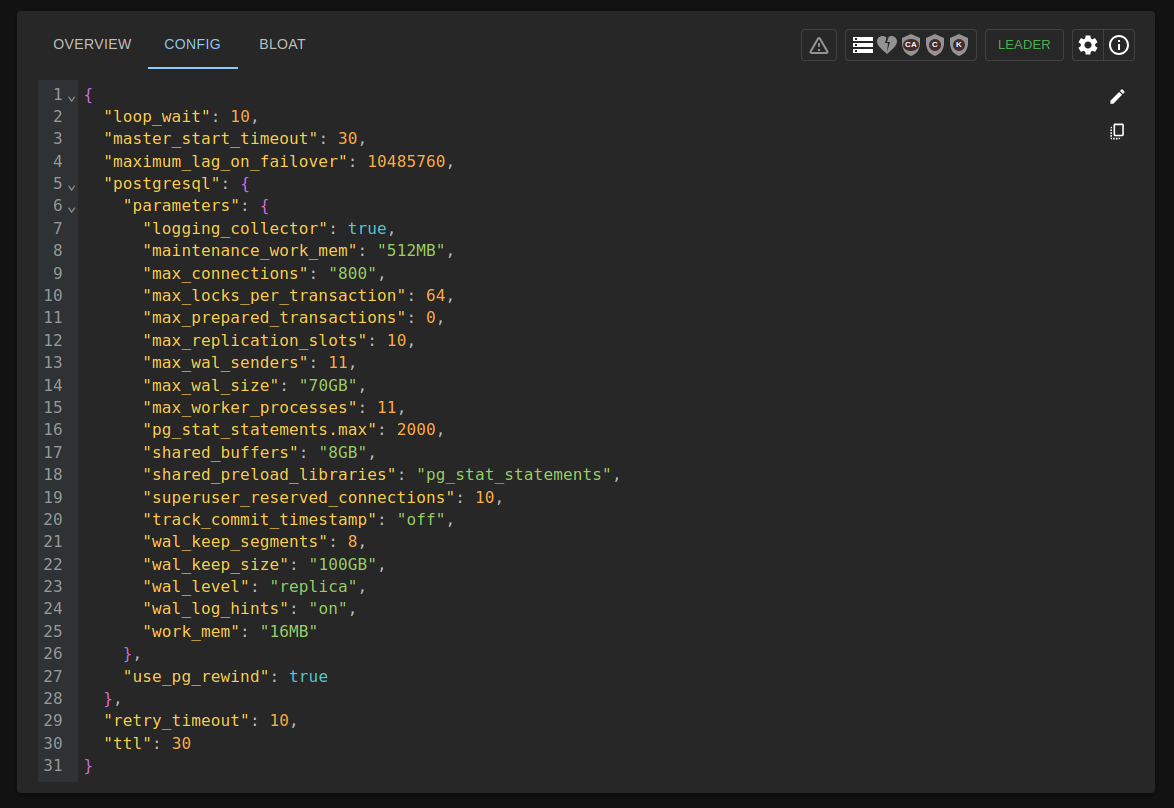 OVERVIEW CONFIG BLOAT CA C K LEADER
1 {
2 "loop_wait": 10,
3 "master_start_timeout": 30,
4 "maximum_lag_on_failover": 10485760,
5 "postgresql": {
6 "parameters": {
7 "logging_collector": true,
8 "maintenance_work_mem": "512MB",
9 "max_connections": "800",
10 "max_locks_per_transaction": 64,
11 "max_prepared_transactions": 0,
12 "max_replication_slots": 10,
13 "max_wal_senders": 11,
14 "max_wal_size": "70GB",
15 "max_worker_processes": 11,
16 "pg_stat_statements.max": 2000,
17 "shared_buffers": "8GB",
18 "shared_preload_libraries": "pg_stat_statements",
19 "superuser_reserved_connections": 10,
20 "track_commit_timestamp": "off",
21 "wal_keep_segments": 8,
22 "wal_keep_size": "100GB",
23 "wal_level": "replica",
24 "wal_log_hints": "on",
25 "work_mem": "16MB"
26 },
27 "use_pg_rewind": true
28 },
29 "retry_timeout": 10,
30 "ttl": 30
31 }